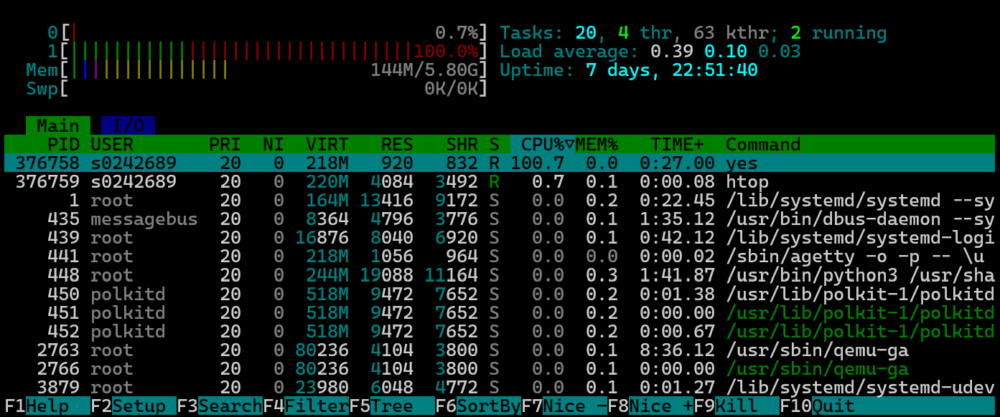 0[| 0.7%] Tasks: 20, 4 thr, 63 kthr; 2 running
1[||||||||||||||||||||||||||||||||100.0%] Load average: 0.39 0.10 0.03
Mem[||||||||||||||| 144M/5.80G] Uptime: 7 days, 22:51:40
Swp[ 0K/0K]
Main I/O
PID USER PRI NI VIRT RES SHR S CPU%▽MEM% TIME+ Command
376758 s0242689 20 0 218M 920 832 R 100.7 0.0 0:27.00 yes
376759 s0242689 20 0 220M 4084 3492 R 0.7 0.1 0:00.08 htop
1 root 20 0 164M 13416 9172 S 0.0 0.2 0:22.45 /lib/systemd/systemd --sy
435 messagebus 20 0 8364 4796 3776 S 0.0 0.1 1:35.12 /usr/bin/dbus-daemon --sy
439 root 20 0 16876 8040 6920 S 0.0 0.1 0:42.12 /lib/systemd/systemd-logi
441 root 20 0 218M 1056 964 S 0.0 0.0 0:00.02 /sbin/agetty -o -p -- \u
448 root 20 0 244M 19088 11164 S 0.0 0.3 1:41.87 /usr/bin/python3 /usr/sha
450 polkitd 20 0 518M 9472 7652 S 0.0 0.2 0:01.38 /usr/lib/polkit-1/polkitd
451 polkitd 20 0 518M 9472 7652 S 0.0 0.2 0:00.00 /usr/lib/polkit-1/polkitd
452 polkitd 20 0 518M 9472 7652 S 0.0 0.2 0:00.67 /usr/lib/polkit-1/polkitd
2763 root 20 0 80236 4104 3800 S 0.0 0.1 8:36.12 /usr/sbin/qemu-ga
2766 root 20 0 80236 4104 3800 S 0.0 0.1 0:00.00 /usr/sbin/qemu-ga
3879 root 20 0 23980 6048 4772 S 0.0 0.1 0:01.27 /lib/systemd/systemd-udev
F1Help F2Setup F3SearchF4FilterF5Tree F6SortByF7Nice -F8Nice +F9Kill F10Quit